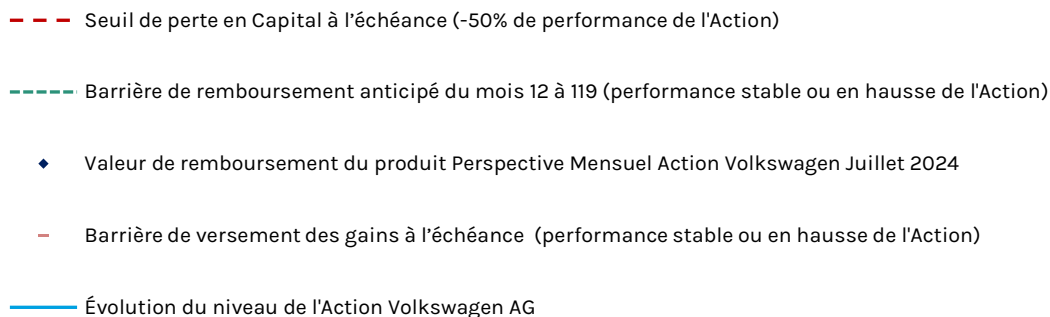 Seuil de perte en Capital à l’échéance (-50% de performance de l'Action)
Barrière de remboursement anticipé du mois 12 à 119 (performance stable ou en hausse de l'Action)
Valeur de remboursement du produit Perspective Mensuel Action Volkswagen Juillet 2024
Barrière de versement des gains à l’échéance (performance stable ou en hausse de l'Action)
Évolution du niveau de l'Action Volkswagen AG